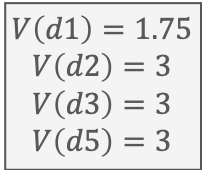 V(d1) = 1.75
V(d2) = 3
V(d3) = 3
V(d5) = 3